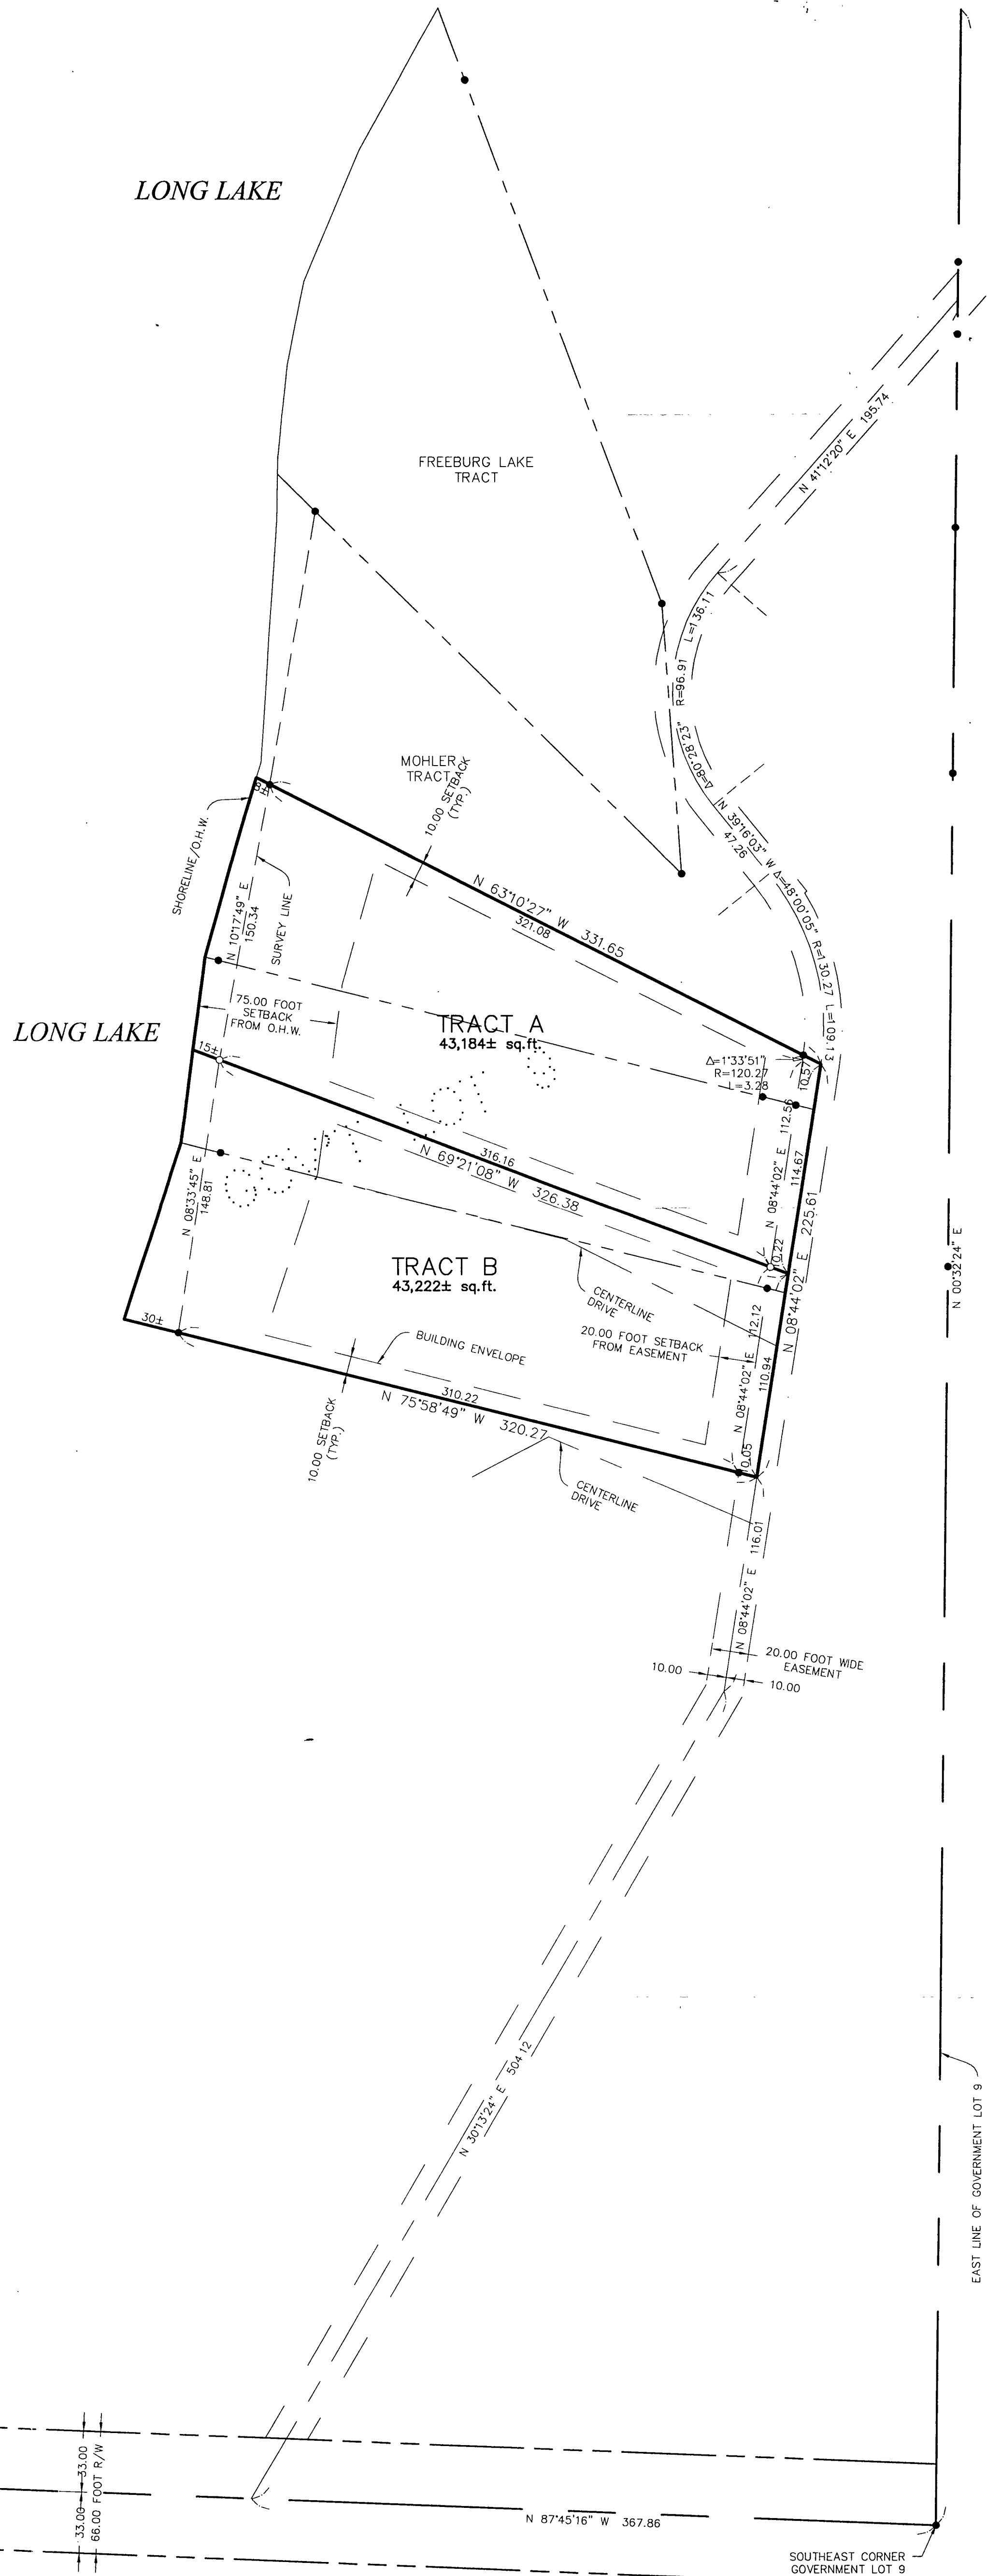 LONG LAKE
FREEBURG LAKE
TRACT
N 41°12'20" E 195.74
Δ=80°28'23" R=96.91 L=136.11
MOHLER
TRACT
10.00 SETBACK
(TYP.)
N 39°16'03" W
47.26
Δ=48°00'05" R=130.27 L=109.13
8±
SHORELINE/O.H.W.
N 10°17'49" E
150.34
SURVEY LINE
N 63°10'27" W 331.65
321.08
75.00 FOOT
SETBACK
FROM O.H.W.
LONG LAKE
TRACT A
43,184± sq.ft.
Δ=1°33'51"
R=120.27
L=3.28
10.57
15±
N 08°44'02" E 112.56
114.67
316.16
N 69°21'08" W 326.38
10.22
N 08°44'02" E 225.61
N 08°33'45" E
148.81
TRACT B
43,222± sq.ft.
CENTERLINE
DRIVE
20.00 FOOT SETBACK
FROM EASEMENT
N 08°44'02" E 112.12
110.94
N 00°32'24" E
30±
BUILDING ENVELOPE
310.22
N 75°58'49" W 320.27
10.00 SETBACK
(TYP.)
10.05
CENTERLINE
DRIVE
N 08°44'02" E 116.01
20.00 FOOT WIDE
EASEMENT
10.00
10.00
N 30°13'24" E 504.12
EAST LINE OF GOVERNMENT LOT 9
33.00 33.00
66.00 FOOT R/W
N 87°45'16" W 367.86
SOUTHEAST CORNER
GOVERNMENT LOT 9